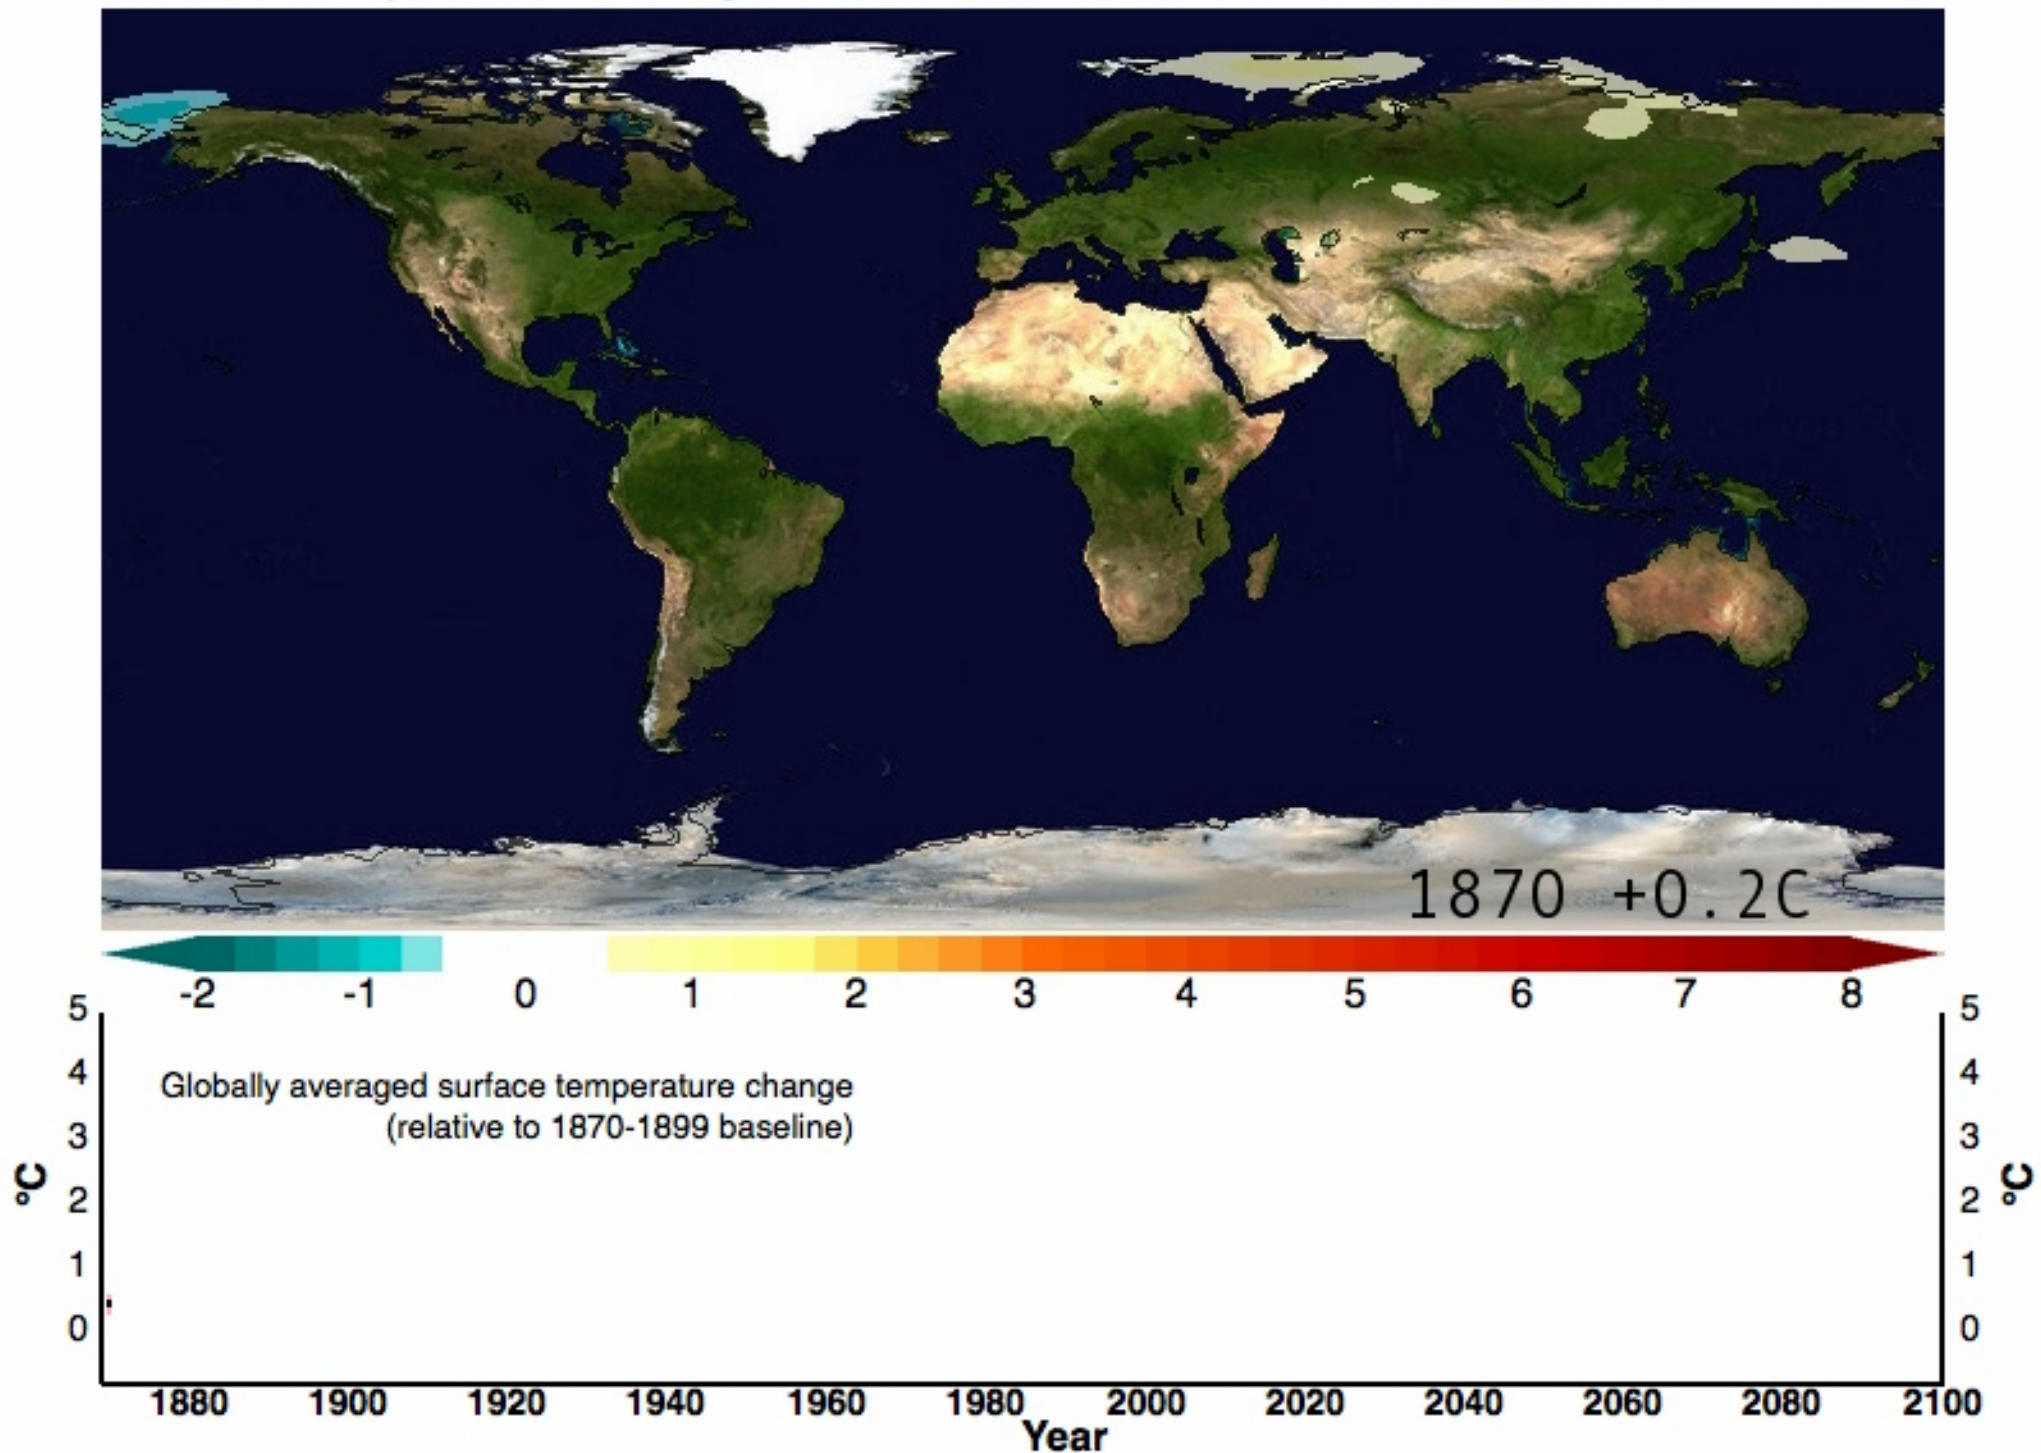 1870 +0.2C
-2 -1 0 1 2 3 4 5 6 7 8
5 5
4 4
Globally averaged surface temperature change
(relative to 1870-1899 baseline)
3 3
°C °C
2 2
1 1
0 0
1880 1900 1920 1940 1960 1980 2000 2020 2040 2060 2080 2100
Year